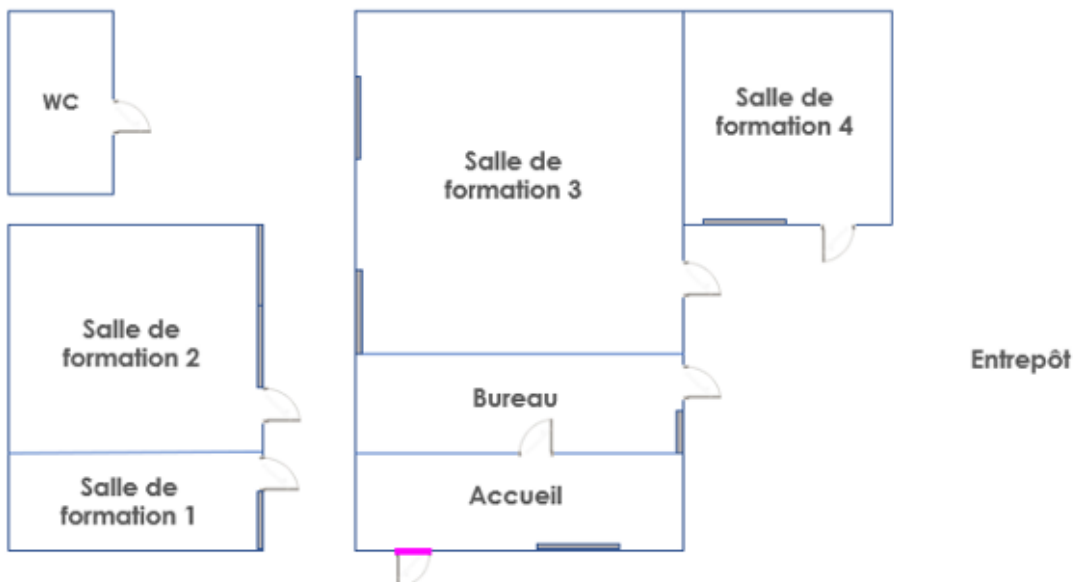 WC
Salle de
formation 4
Salle de
formation 3
Salle de
formation 2
Entrepôt
Bureau
Salle de
formation 1
Accueil